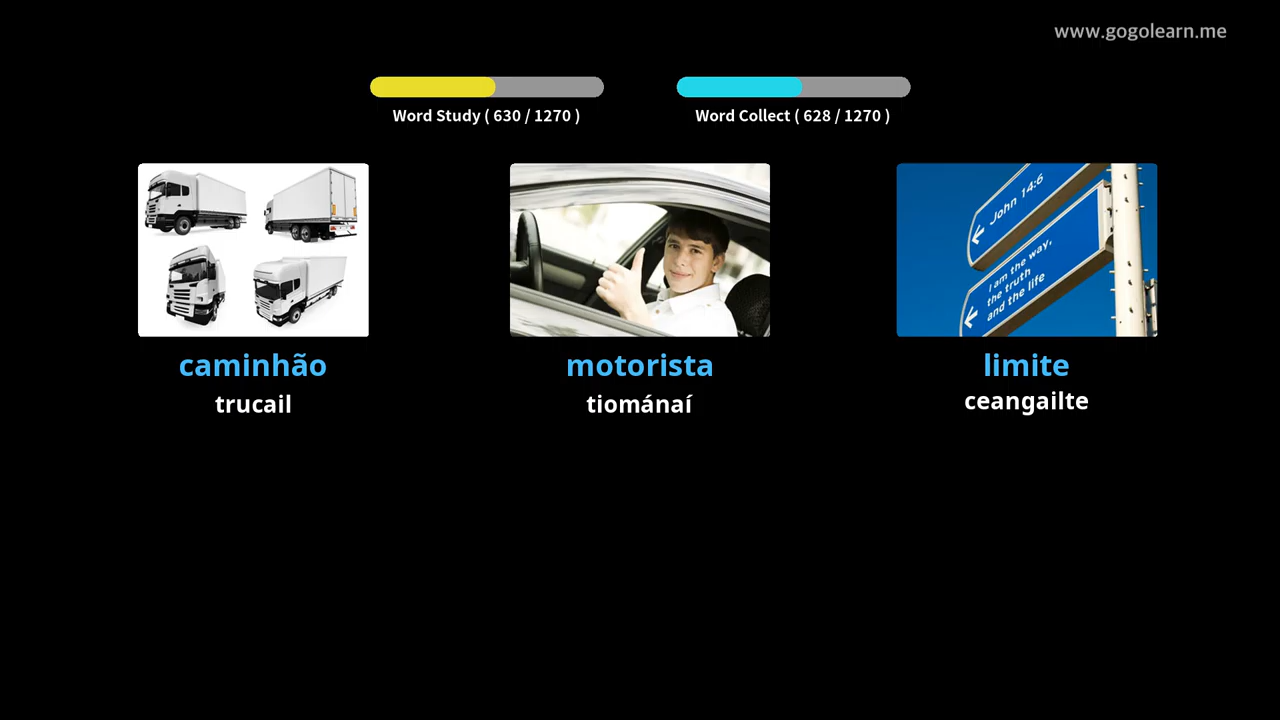 www.gogolearn.me
Word Study ( 630 / 1270 )
Word Collect ( 628 / 1270 )
John 14:6
I am the way,
the truth
and the life
caminhão
motorista
limite
trucail
tiománaí
ceangailte